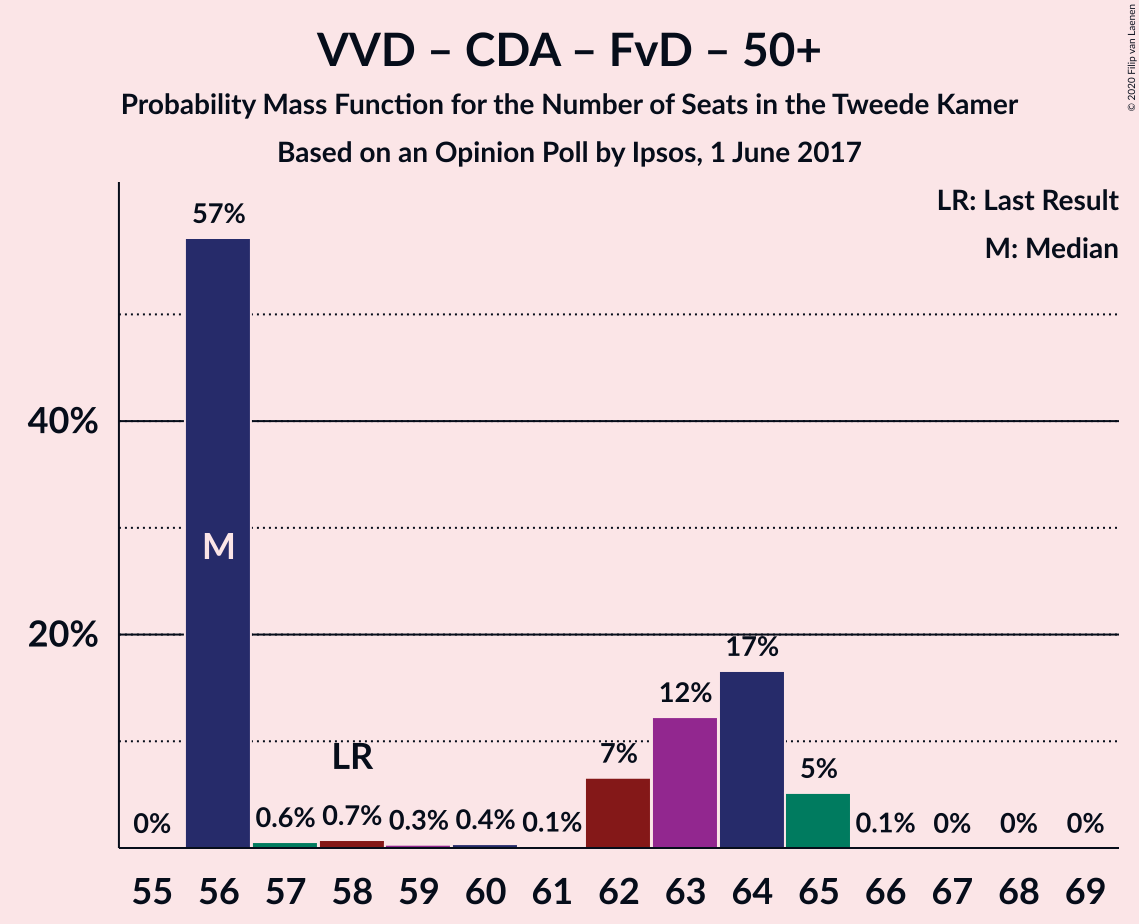 VVD – CDA – FvD – 50+
Probability Mass Function for the Number of Seats in the Tweede Kamer
Based on an Opinion Poll by Ipsos, 1 June 2017
© 2020 Filip van Laenen
LR: Last Result
M: Median
40%
20%
0%
57%
M
0.6%
LR
0.7%
0.3%
0.4%
0.1%
7%
12%
17%
5%
0.1%
0%
0%
0%
55 56 57 58 59 60 61 62 63 64 65 66 67 68 69